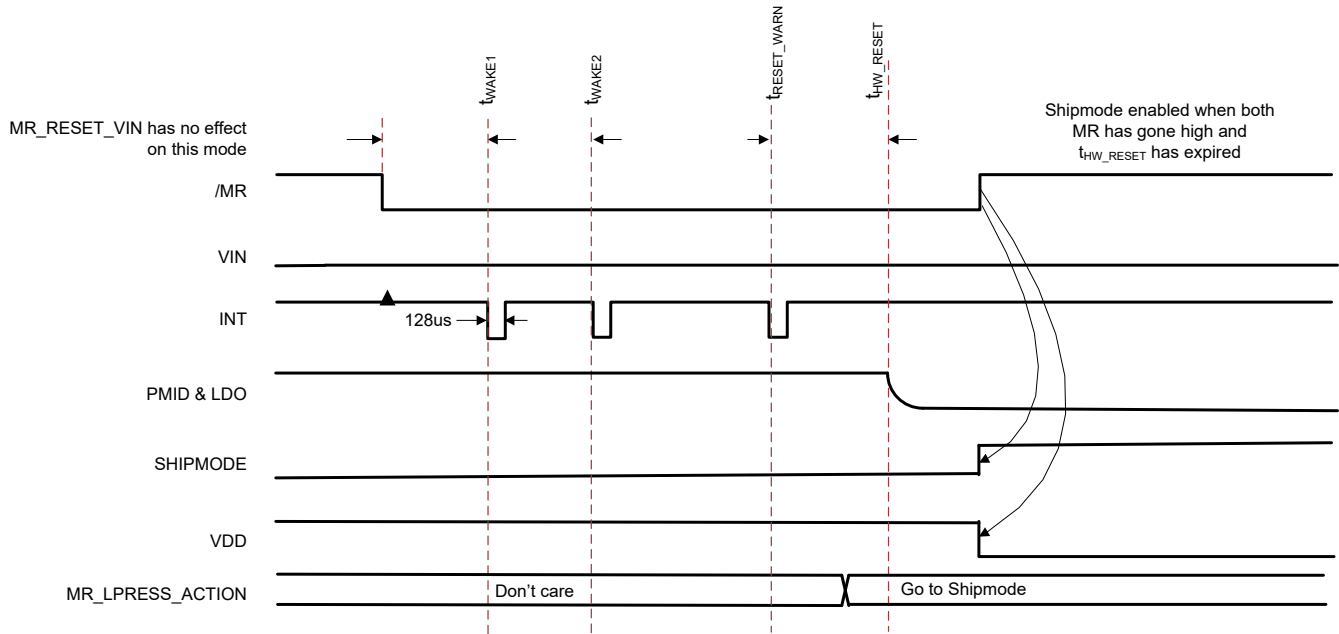 tWAKE1
tWAKE2
tRESET_WARN
tHW_RESET
MR_RESET_VIN has no effect
on this mode
Shipmode enabled when both
MR has gone high and
tHW_RESET has expired
/MR
VIN
INT
128us
PMID & LDO
SHIPMODE
VDD
MR_LPRESS_ACTION
Don't care
Go to Shipmode